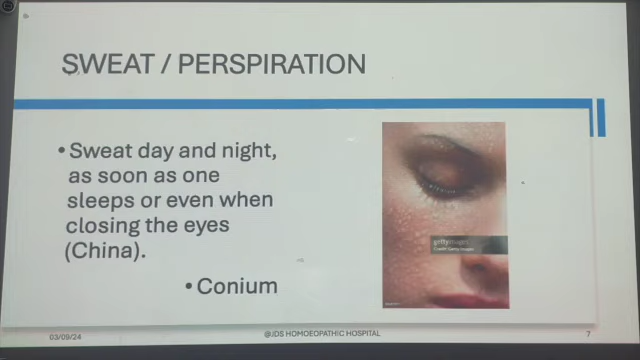 SWEAT / PERSPIRATION
• Sweat day and night,
as soon as one
sleeps or even when
closing the eyes
(China).
• Conium
gettyimages
03/09/24
@JDS HOMOEOPATHIC HOSPITAL
7